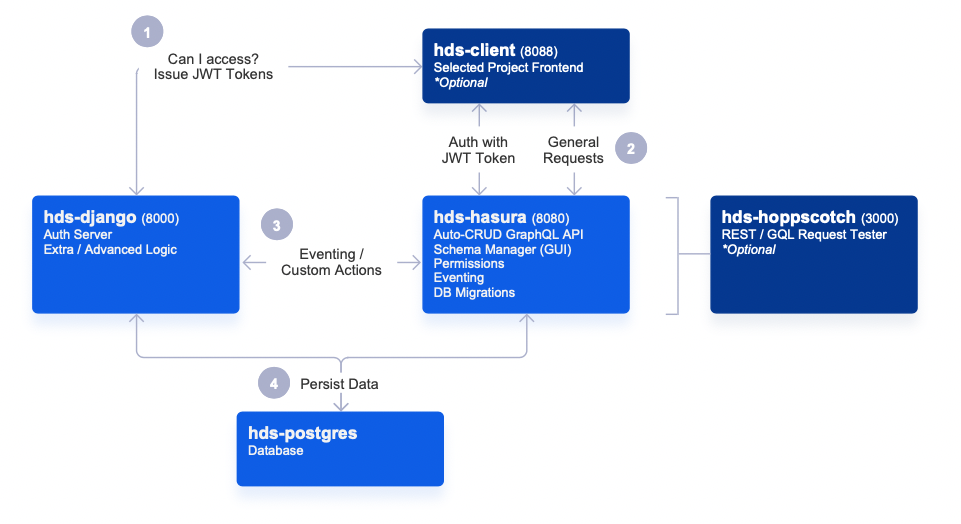 1
Can I access?
Issue JWT Tokens
hds-client (8088)
Selected Project Frontend
*Optional
Auth with
JWT Token
General
Requests
2
hds-django (8000)
Auth Server
Extra / Advanced Logic
3
Eventing /
Custom Actions
hds-hasura (8080)
Auto-CRUD GraphQL API
Schema Manager (GUI)
Permissions
Eventing
DB Migrations
hds-hoppscotch (3000)
REST / GQL Request Tester
*Optional
4
Persist Data
hds-postgres
Database